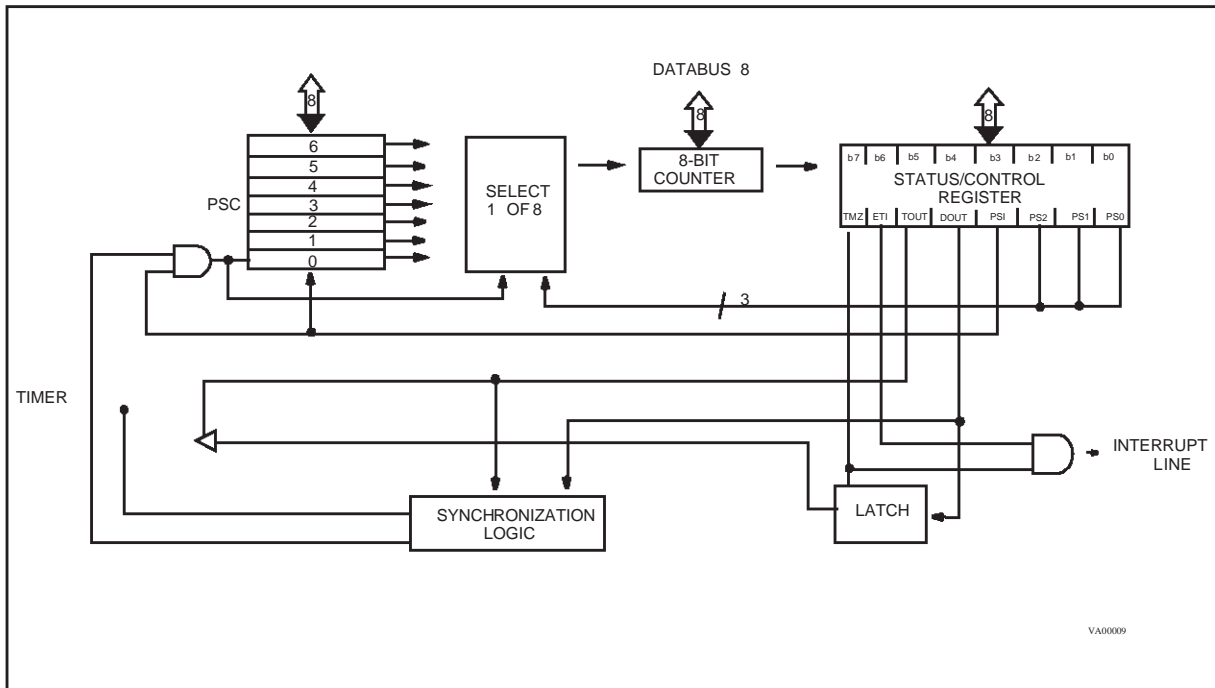 DATABUS 8
8
8
8
6
5
4
3
2
1
0
PSC
SELECT
1 OF 8
8-BIT
COUNTER
b7 b6 b5 b4 b3 b2 b1 b0
STATUS/CONTROL
REGISTER
TMZ ETI TOUT DOUT PSI PS2 PS1 PS0
3
TIMER
SYNCHRONIZATION
LOGIC
LATCH
INTERRUPT
LINE
VA00009